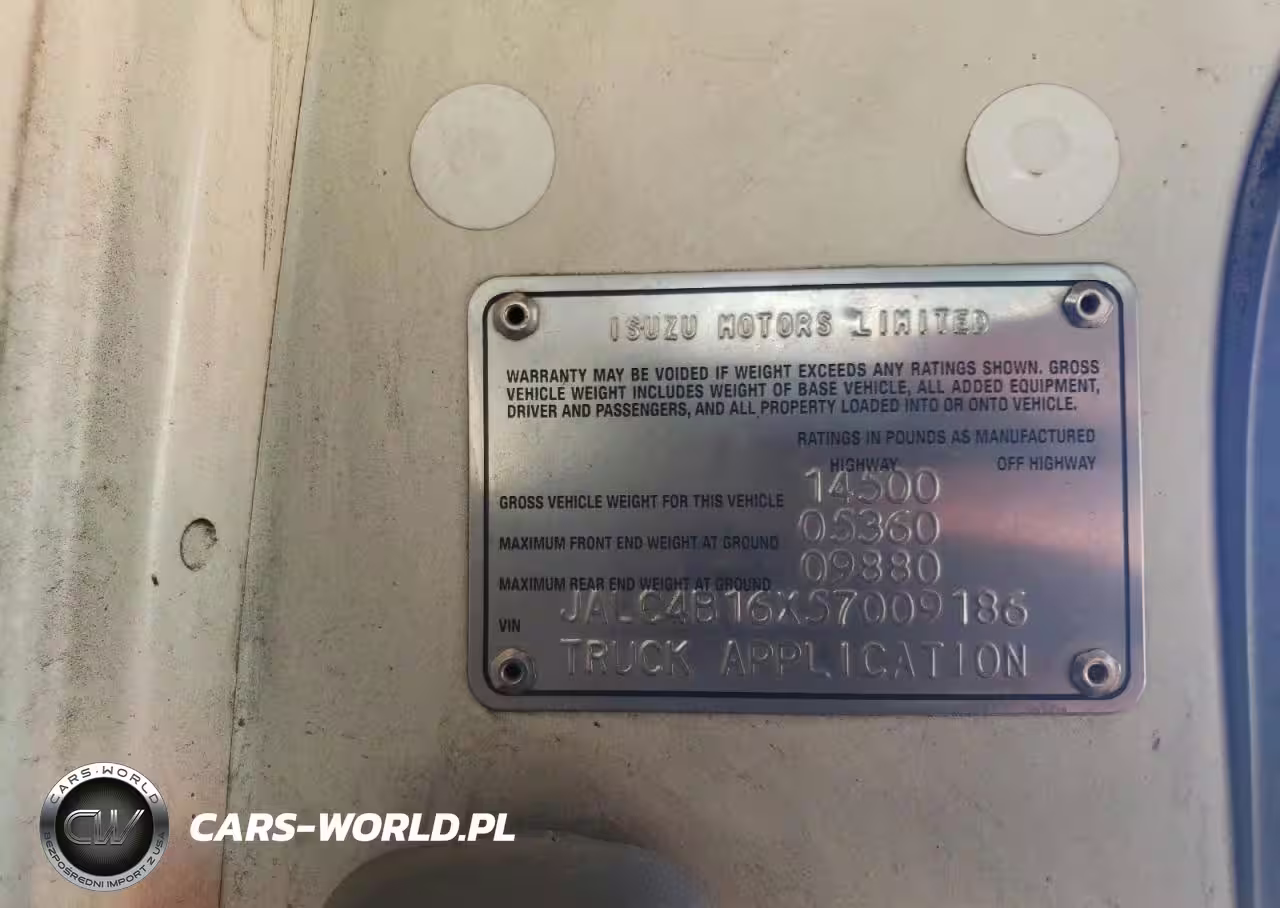 ISUZU MOTORS LIMITED
WARRANTY MAY BE VOIDED IF WEIGHT EXCEEDS ANY RATINGS SHOWN. GROSS
VEHICLE WEIGHT INCLUDES WEIGHT OF BASE VEHICLE, ALL ADDED EQUIPMENT,
DRIVER AND PASSENGERS, AND ALL PROPERTY LOADED INTO OR ONTO VEHICLE.
RATINGS IN POUNDS AS MANUFACTURED
HIGHWAY OFF HIGHWAY
GROSS VEHICLE WEIGHT FOR THIS VEHICLE 14500
MAXIMUM FRONT END WEIGHT AT GROUND 05360
MAXIMUM REAR END WEIGHT AT GROUND 09880
VIN JALC4B16XS7009186
TRUCK APPLICATION
CARS-WORLD
CW
BEZPOŚREDNI IMPORT Z USA
CARS-WORLD.PL